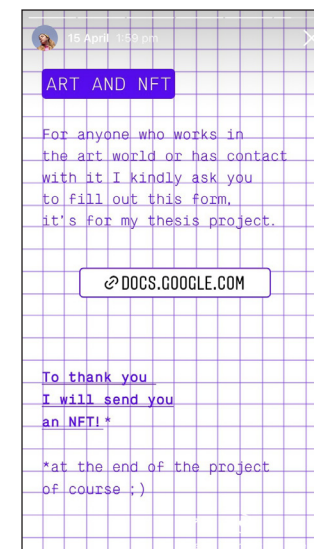 15 April 1:59 pm
ART AND NFT
For anyone who works in
the art world or has contact
with it I kindly ask you
to fill out this form,
it's for my thesis project.
DOCS.GOOGLE.COM
To thank you
I will send you
an NFT!*
*at the end of the project
of course ;)